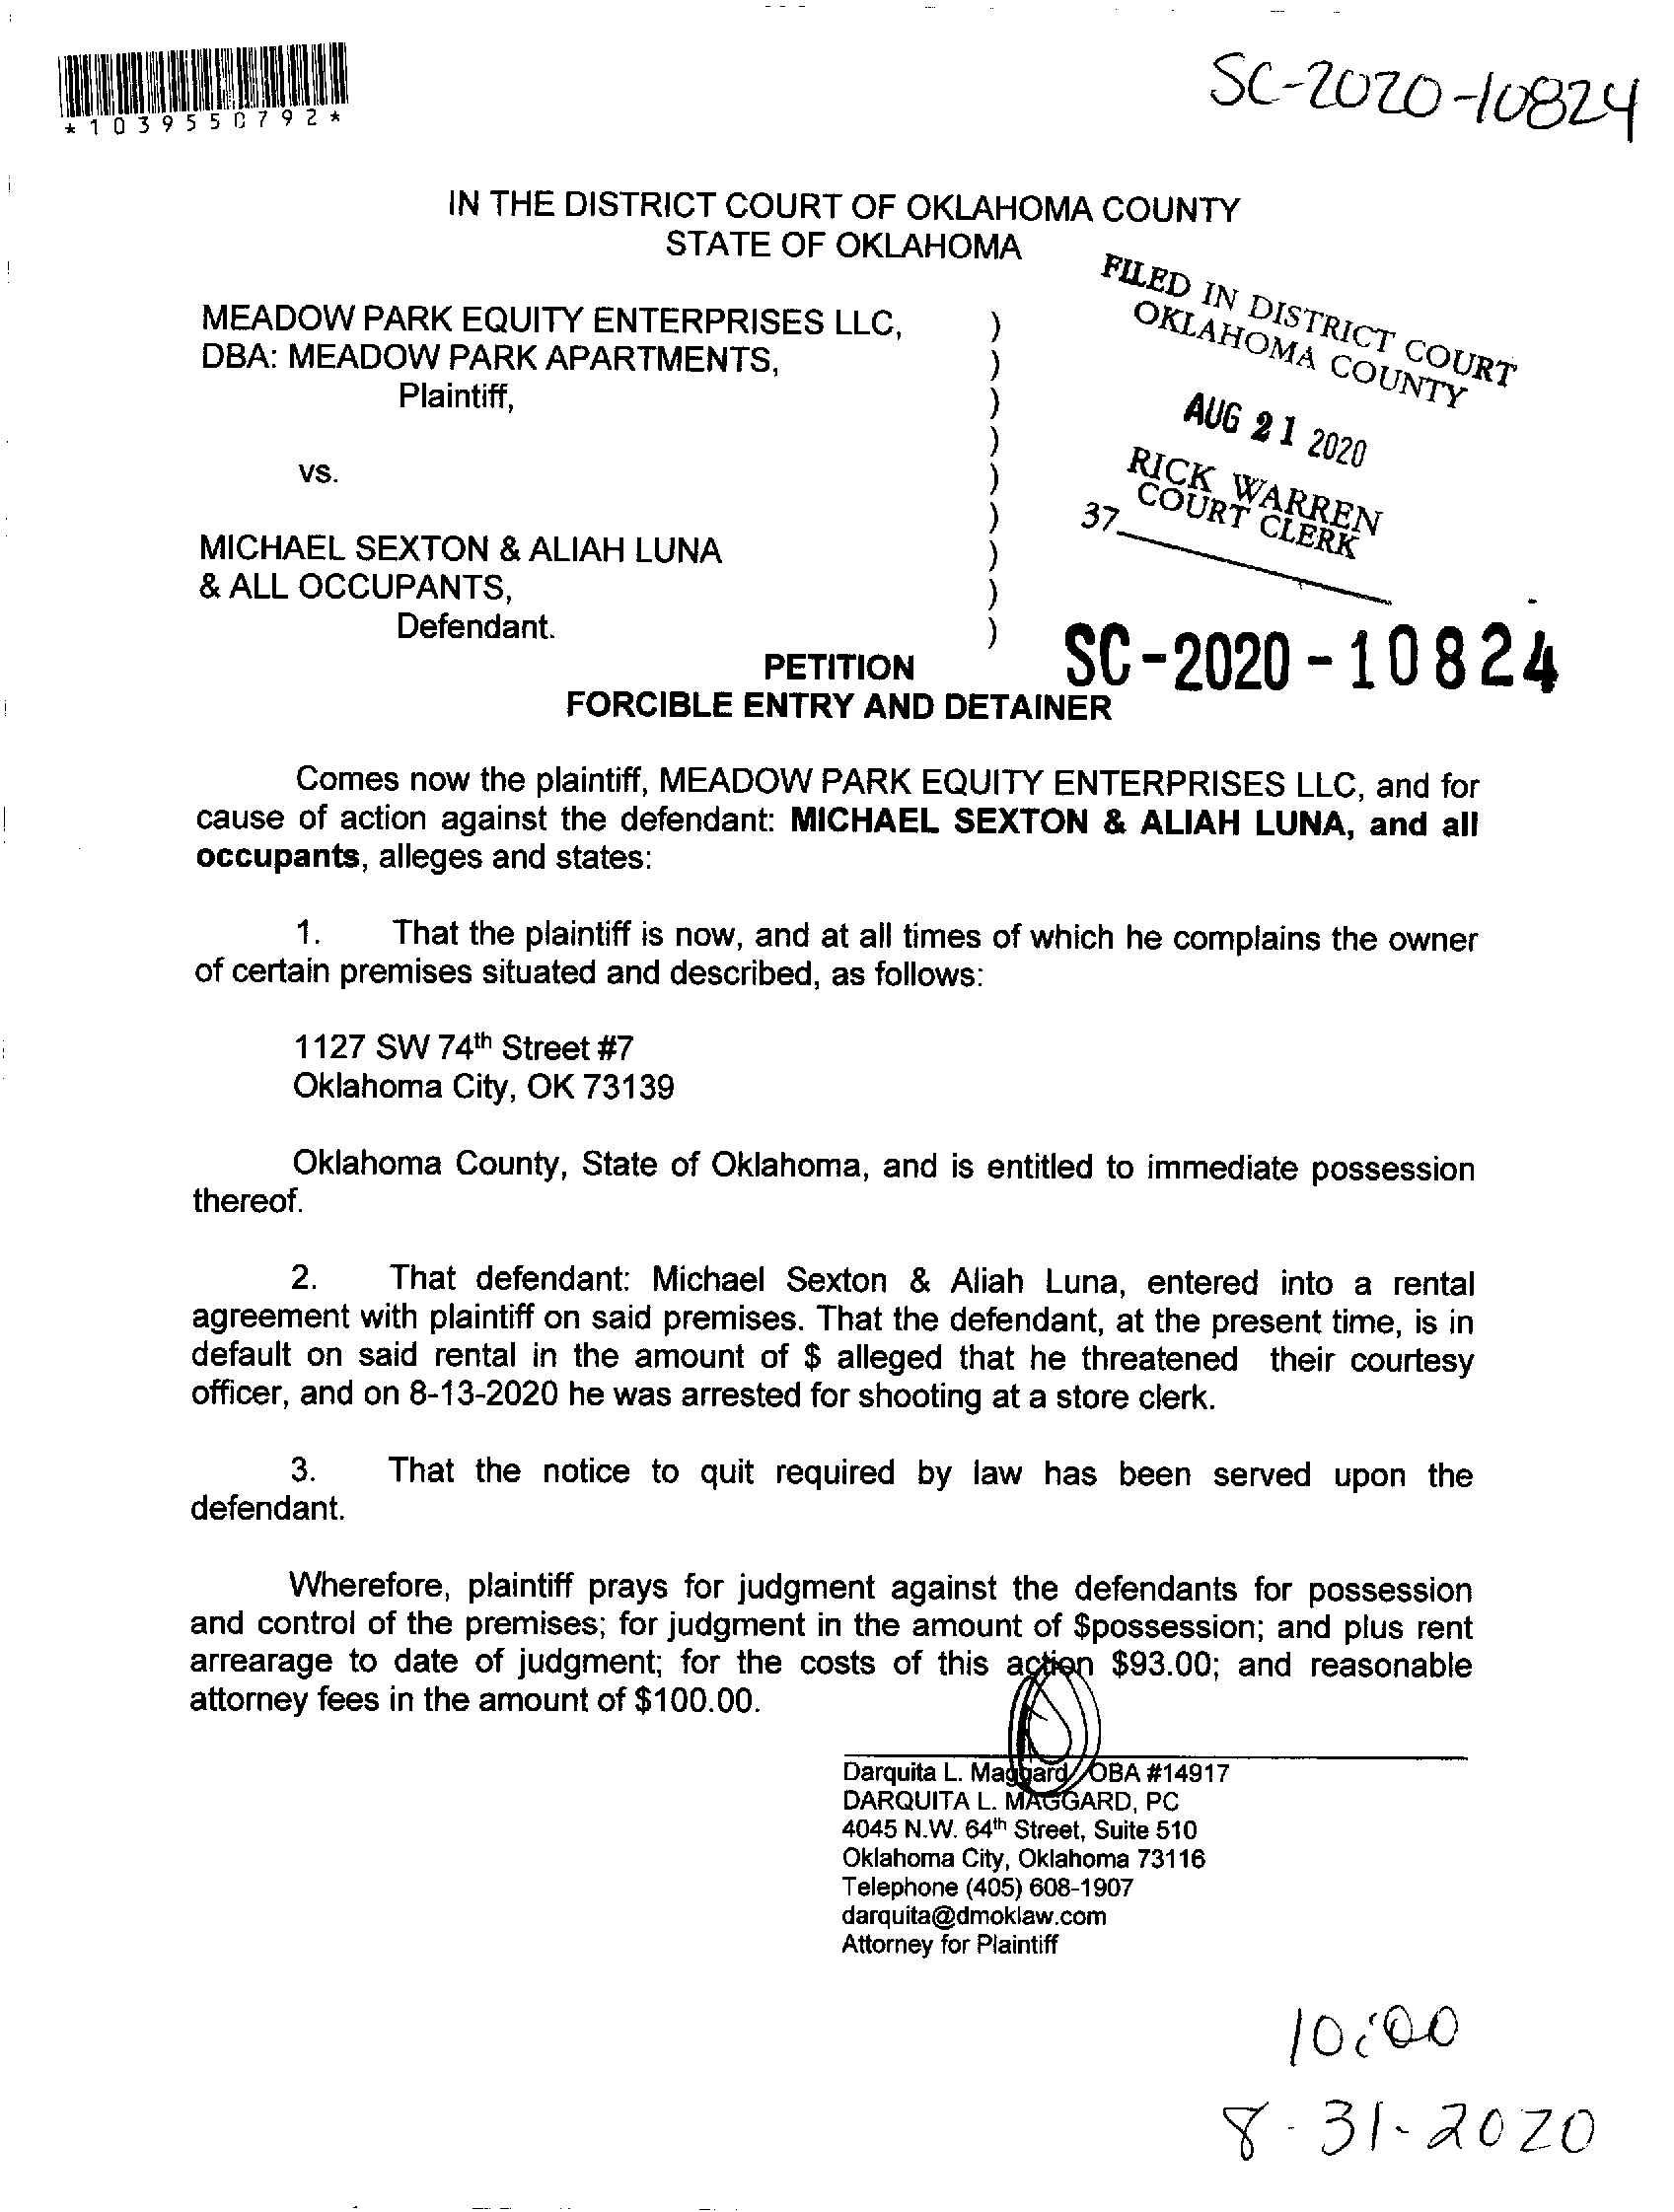 *1039550792*
SC-2020-10824
IN THE DISTRICT COURT OF OKLAHOMA COUNTY
STATE OF OKLAHOMA
FILED IN DISTRICT COURT
OKLAHOMA COUNTY
AUG 21 2020
RICK WARREN
COURT CLERK
37
MEADOW PARK EQUITY ENTERPRISES LLC, )
DBA: MEADOW PARK APARTMENTS, )
Plaintiff, )
)
vs. )
)
MICHAEL SEXTON & ALIAH LUNA )
& ALL OCCUPANTS, )
Defendant. )
SC-2020-10824
PETITION
FORCIBLE ENTRY AND DETAINER
Comes now the plaintiff, MEADOW PARK EQUITY ENTERPRISES LLC, and for
cause of action against the defendant: MICHAEL SEXTON & ALIAH LUNA, and all
occupants, alleges and states:
1. That the plaintiff is now, and at all times of which he complains the owner
of certain premises situated and described, as follows:
1127 SW 74th Street #7
Oklahoma City, OK 73139
Oklahoma County, State of Oklahoma, and is entitled to immediate possession
thereof.
2. That defendant: Michael Sexton & Aliah Luna, entered into a rental
agreement with plaintiff on said premises. That the defendant, at the present time, is in
default on said rental in the amount of $ alleged that he threatened their courtesy
officer, and on 8-13-2020 he was arrested for shooting at a store clerk.
3. That the notice to quit required by law has been served upon the
defendant.
Wherefore, plaintiff prays for judgment against the defendants for possession
and control of the premises; for judgment in the amount of $possession; and plus rent
arrearage to date of judgment; for the costs of this action $93.00; and reasonable
attorney fees in the amount of $100.00.
Darquita L. Maggard, OBA #14917
DARQUITA L. MAGGARD, PC
4045 N.W. 64th Street, Suite 510
Oklahoma City, Oklahoma 73116
Telephone (405) 608-1907
darquita@dmoklaw.com
Attorney for Plaintiff
10:00
8-31-2020